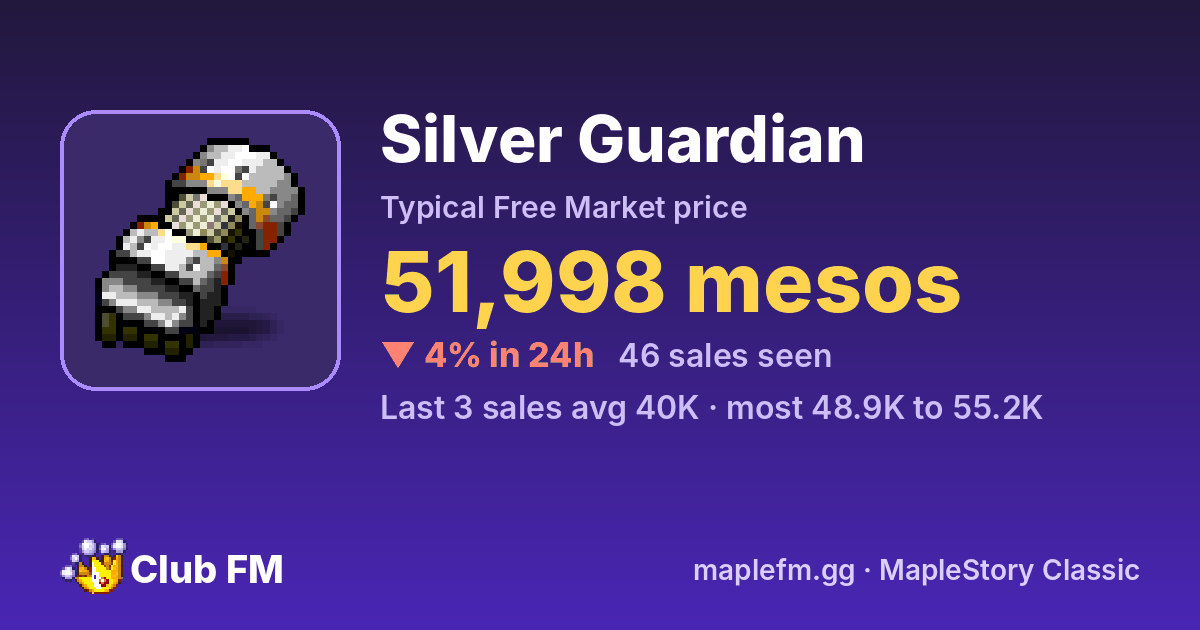 Silver Guardian
Typical Free Market price
51,998 mesos
▼ 4% in 24h 46 sales seen
Last 3 sales avg 40K · most 48.9K to 55.2K
Club FM
maplefm.gg · MapleStory Classic